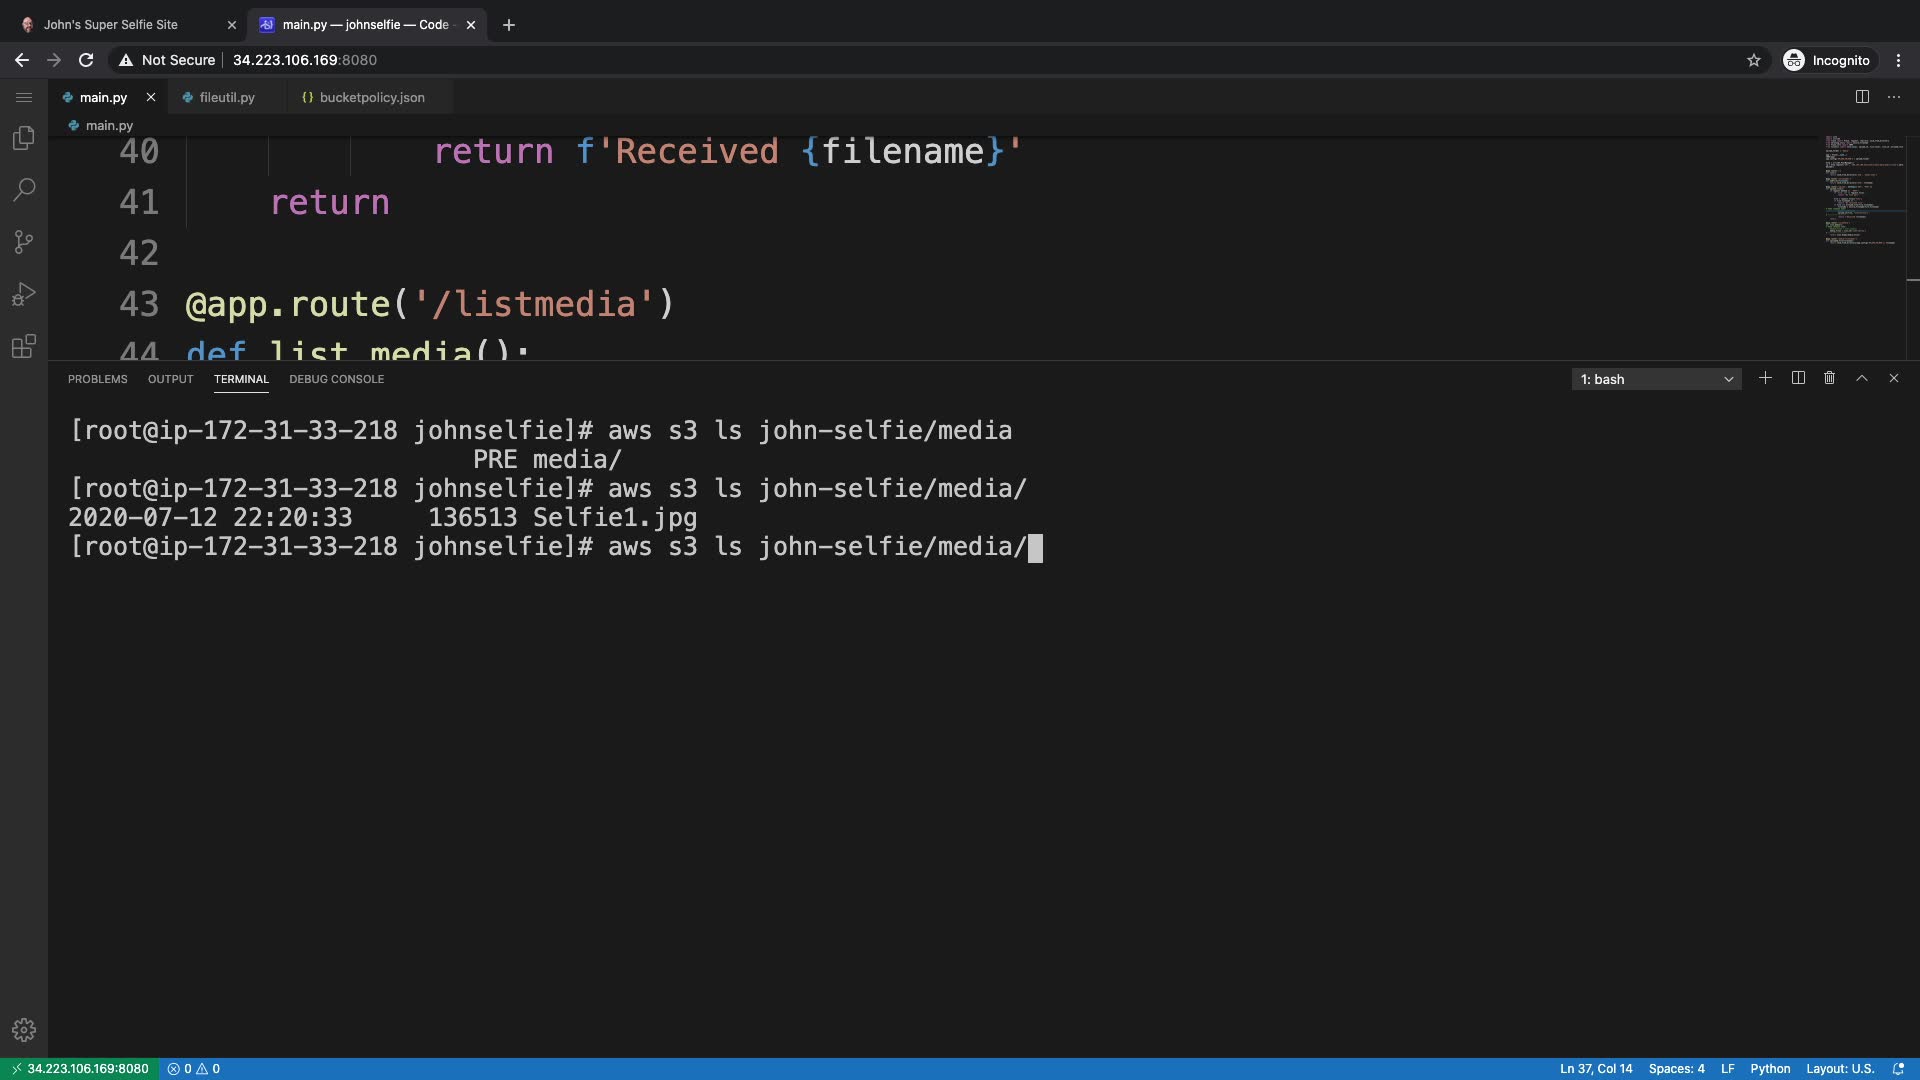 John's Super Selfie Site
main.py — johnselfie — Code -
Not Secure 34.223.106.169:8080
Incognito
main.py
fileutil.py
{} bucketpolicy.json
main.py
40 return f'Received {filename}'
41 return
42
43 @app.route('/listmedia')
44 def list_media():
PROBLEMS OUTPUT TERMINAL DEBUG CONSOLE
1: bash
[root@ip-172-31-33-218 johnselfie]# aws s3 ls john-selfie/media
PRE media/
[root@ip-172-31-33-218 johnselfie]# aws s3 ls john-selfie/media/
2020-07-12 22:20:33 136513 Selfie1.jpg
[root@ip-172-31-33-218 johnselfie]# aws s3 ls john-selfie/media/
34.223.106.169:8080 0 0 Ln 37, Col 14 Spaces: 4 LF Python Layout: U.S.